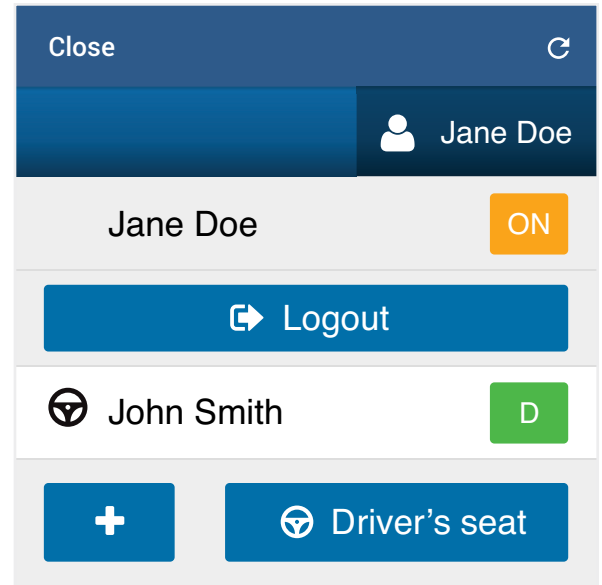 Close
Jane Doe
Jane Doe ON
Logout
John Smith D
Driver’s seat